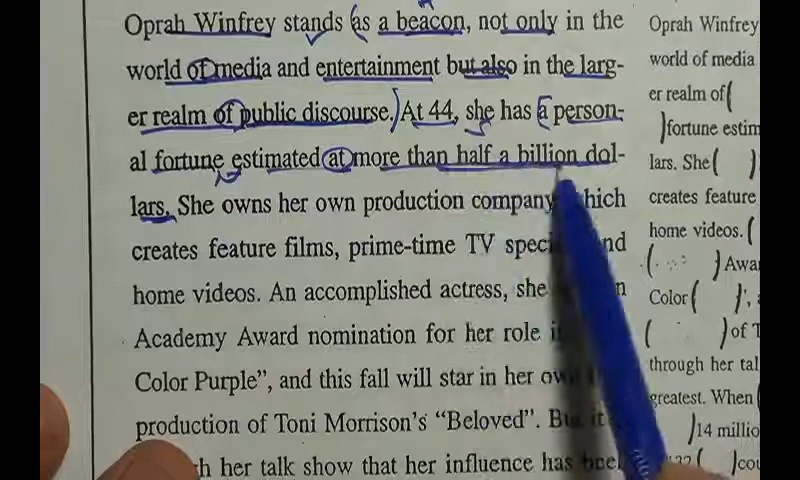 Oprah Winfrey stands as a beacon, not only in the
world of media and entertainment but also in the larg-
er realm of public discourse. At 44, she has a person-
al fortune estimated at more than half a billion dol-
lars. She owns her own production company, which
creates feature films, prime-time TV and
home videos. An accomplished actress, she
Academy Award nomination for her role
Color Purple”, and this fall will star in her own
production of Toni Morrison’s “Beloved”. But it
her talk show that her influence has been
Oprah Winfrey
world of media
er realm of (
)fortune estim
lars. She ( )
creates feature
home videos. (
( ) Awa
Color ( )’,
( ) of T
through her tal
greatest. When
)14 millio
( )cou